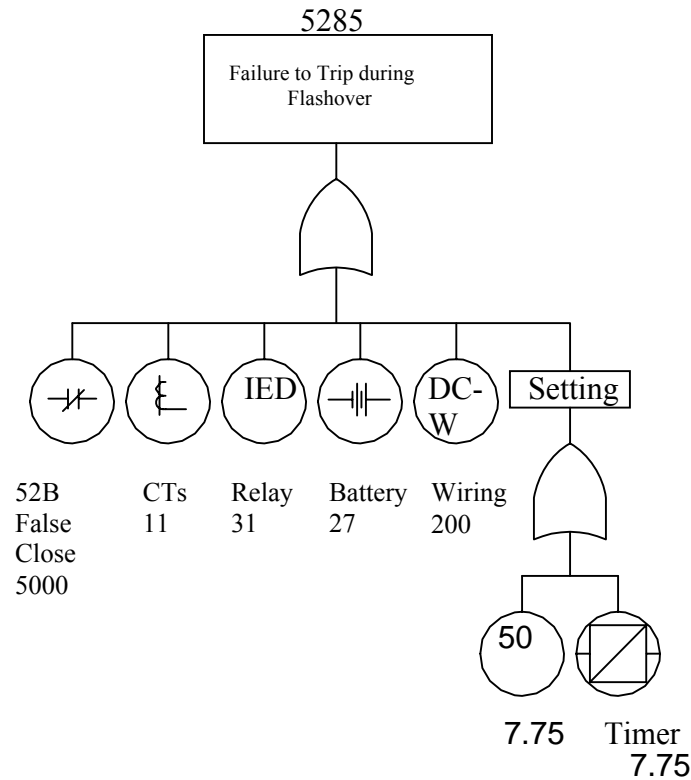 5285
Failure to Trip during
Flashover
IED
DC-
W
Setting
52B
False
Close
5000
CTs
11
Relay
31
Battery
27
Wiring
200
50
7.75
Timer
7.75